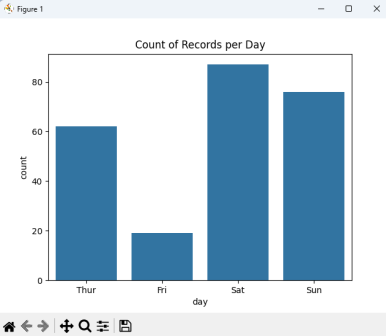 Figure 1
Count of Records per Day
80
60
40
20
0
count
Thur Fri Sat Sun
day